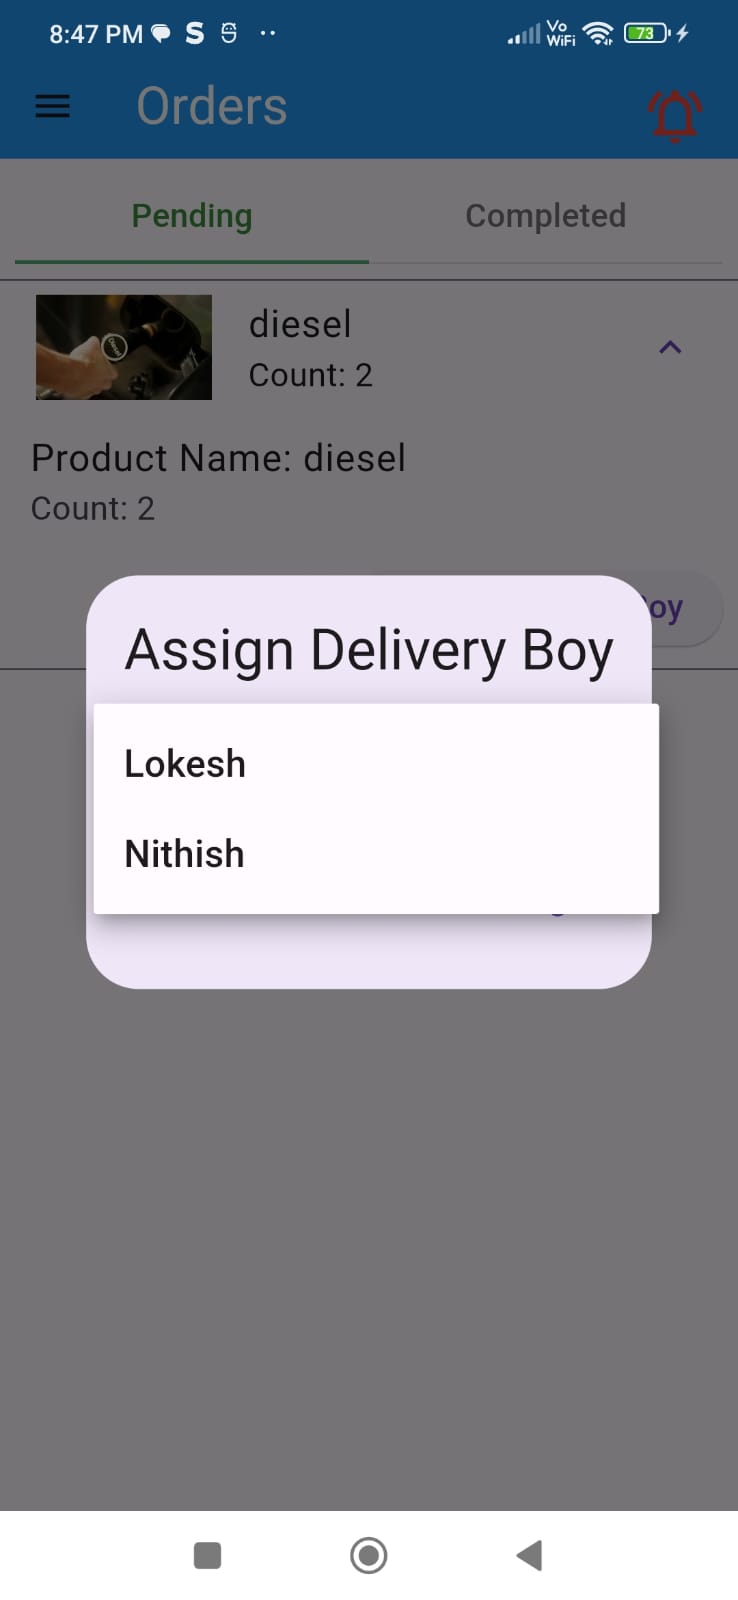 8:47 PM S Vo WiFi 73
Orders
Pending Completed
diesel
Count: 2
Product Name: diesel
Count: 2
oy
Assign Delivery Boy
Lokesh
Nithish